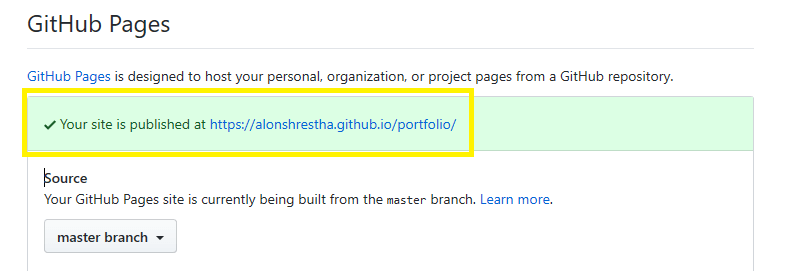 GitHub Pages
GitHub Pages is designed to host your personal, organization, or project pages from a GitHub repository.
✓ Your site is published at https://alonshrestha.github.io/portfolio/
Source
Your GitHub Pages site is currently being built from the master branch. Learn more.
master branch